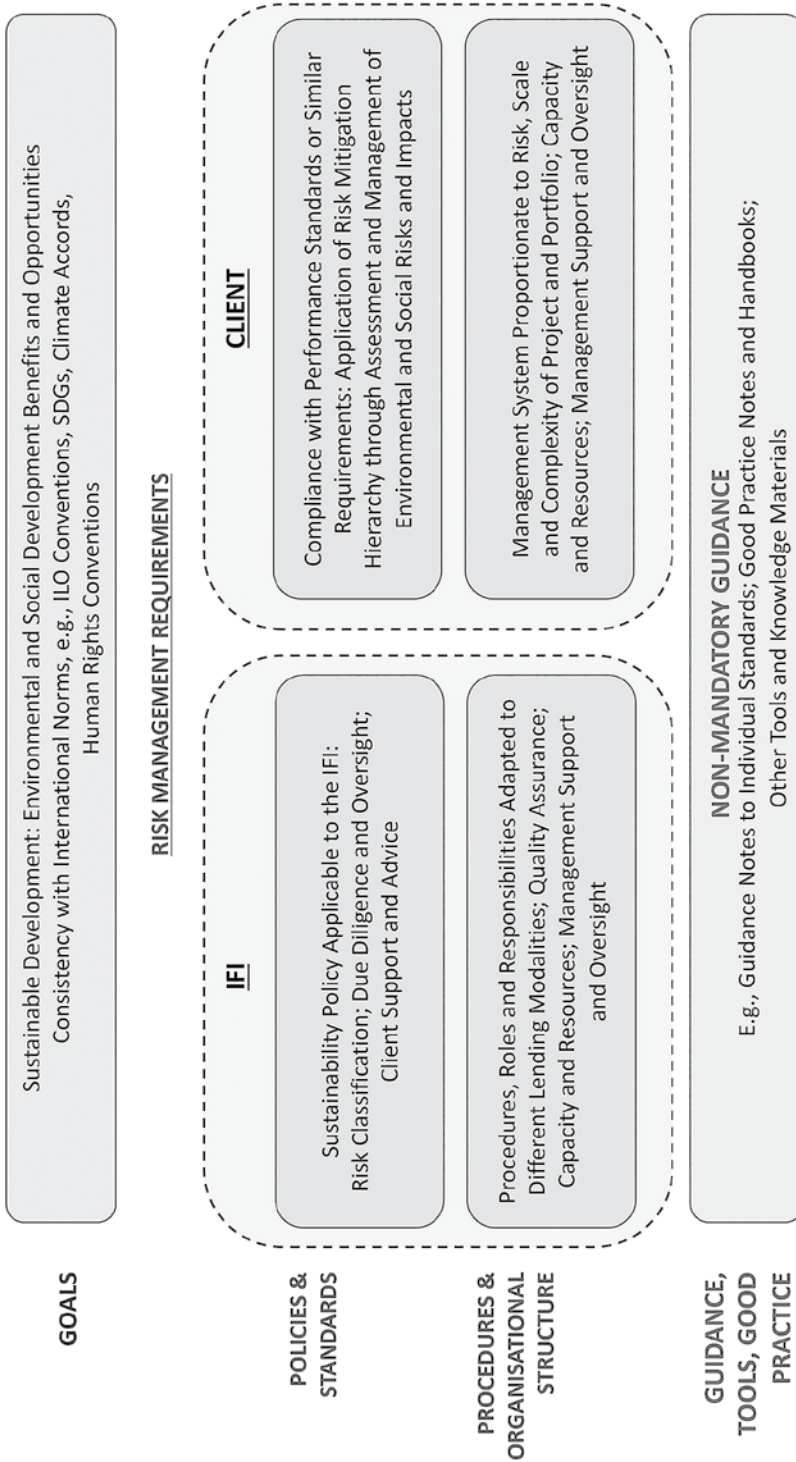 GOALS
Sustainable Development: Environmental and Social Development Benefits and Opportunities
Consistency with International Norms, e.g., ILO Conventions, SDGs, Climate Accords,
Human Rights Conventions
RISK MANAGEMENT REQUIREMENTS
IFI
CLIENT
POLICIES &
STANDARDS
Sustainability Policy Applicable to the IFI:
Risk Classification; Due Diligence and Oversight;
Client Support and Advice
Compliance with Performance Standards or Similar
Requirements: Application of Risk Mitigation
Hierarchy through Assessment and Management of
Environmental and Social Risks and Impacts
PROCEDURES &
ORGANISATIONAL
STRUCTURE
Procedures, Roles and Responsibilities Adapted to
Different Lending Modalities; Quality Assurance;
Capacity and Resources; Management Support
and Oversight
Management System Proportionate to Risk, Scale
and Complexity of Project and Portfolio; Capacity
and Resources; Management Support and Oversight
GUIDANCE,
TOOLS, GOOD
PRACTICE
NON-MANDATORY GUIDANCE
E.g., Guidance Notes to Individual Standards; Good Practice Notes and Handbooks;
Other Tools and Knowledge Materials